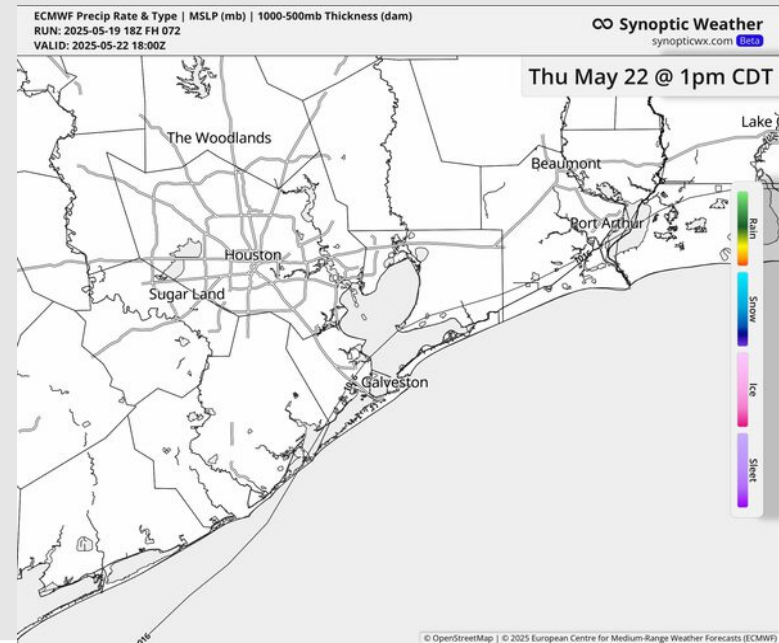 ECMWF Precip Rate & Type | MSLP (mb) | 1000-500mb Thickness (dam)
RUN: 2025-05-19 18Z FH 072
VALID: 2025-05-22 18:00Z
Synoptic Weather
synopticwx.com Beta
Thu May 22 @ 1pm CDT
Lake
The Woodlands
Beaumont
Port Arthur
Houston
Sugar Land
Galveston
Rain
Snow
Ice
Sleet
© OpenStreetMap | © 2025 European Centre for Medium-Range Weather Forecasts (ECMWF)